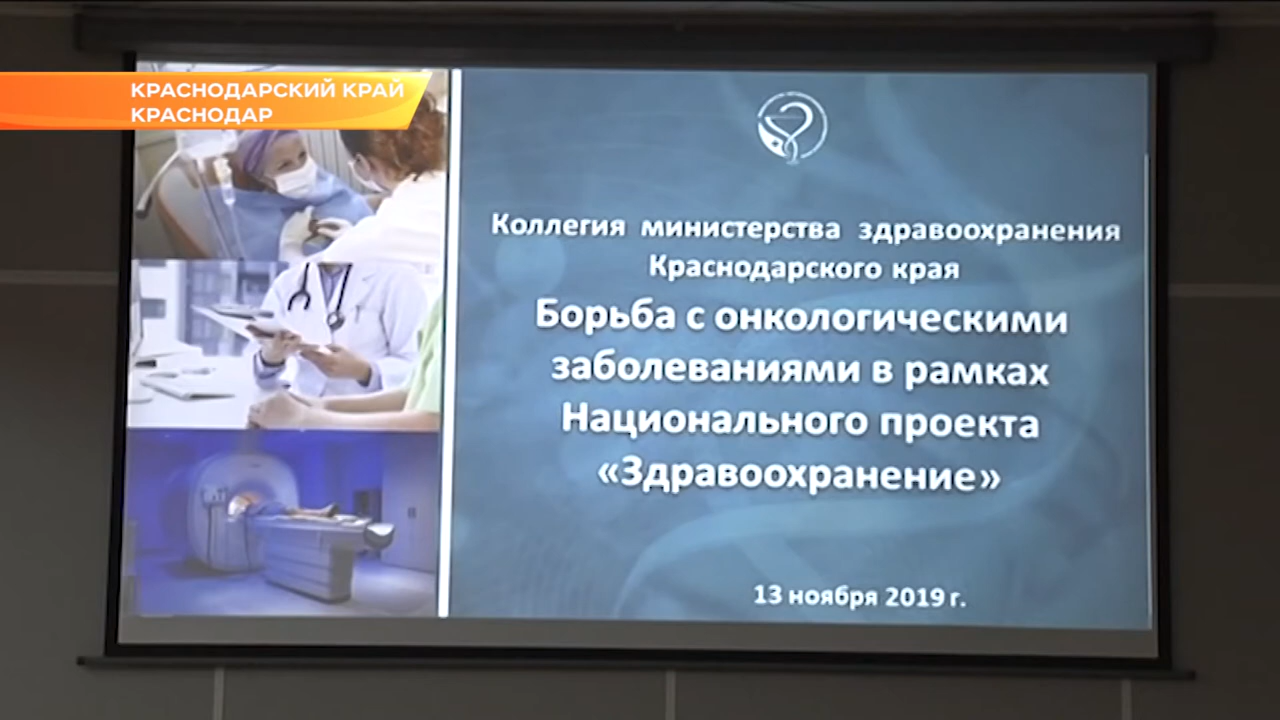 КРАСНОДАРСКИЙ КРАЙ
КРАСНОДАР
Коллегия министерства здравоохранения
Краснодарского края
Борьба с онкологическими
заболеваниями в рамках
Национального проекта
«Здравоохранение»
13 ноября 2019 г.